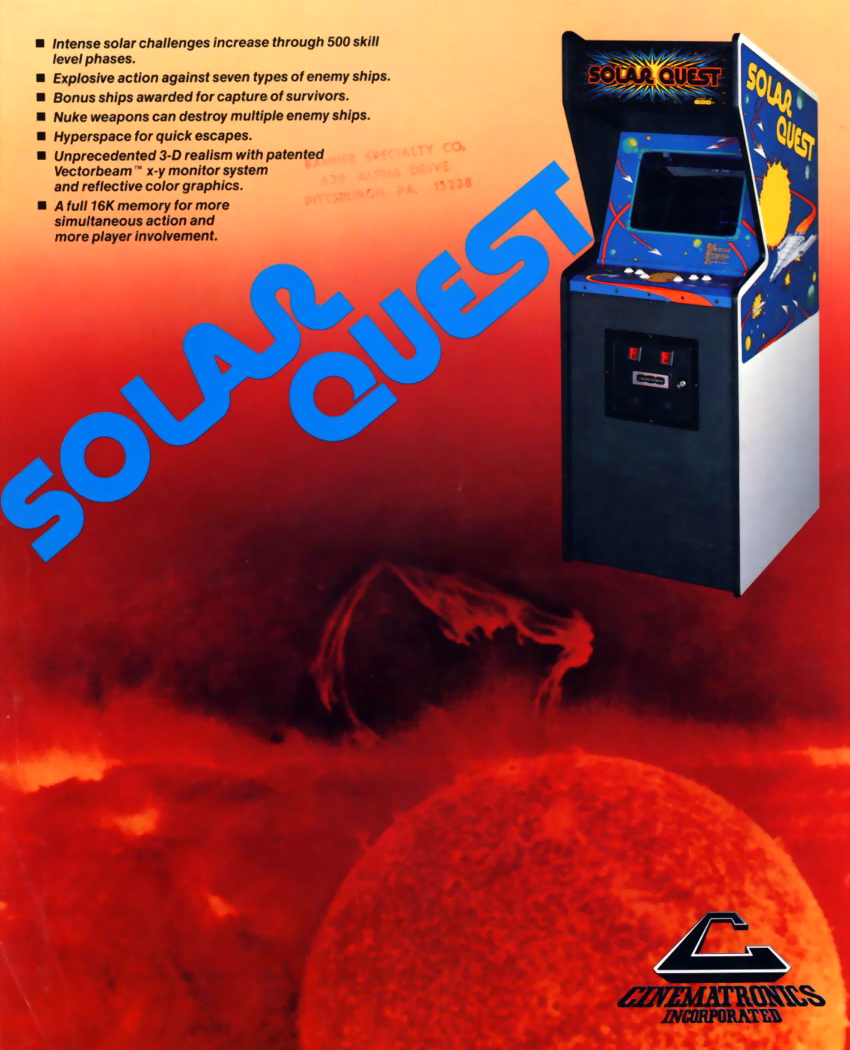 ■ Intense solar challenges increase through 500 skill
level phases.
■ Explosive action against seven types of enemy ships.
■ Bonus ships awarded for capture of survivors.
■ Nuke weapons can destroy multiple enemy ships.
■ Hyperspace for quick escapes.
■ Unprecedented 3-D realism with patented
Vectorbeam™ x-y monitor system
and reflective color graphics.
■ A full 16K memory for more
simultaneous action and
more player involvement.
BANNER SPECIALTY CO.
ALPHA DRIVE
PITTSBURGH, PA. 15238
SOLAR QUEST
SOLAR
QUEST
SOLAR
QUEST
CINEMATRONICS
INCORPORATED